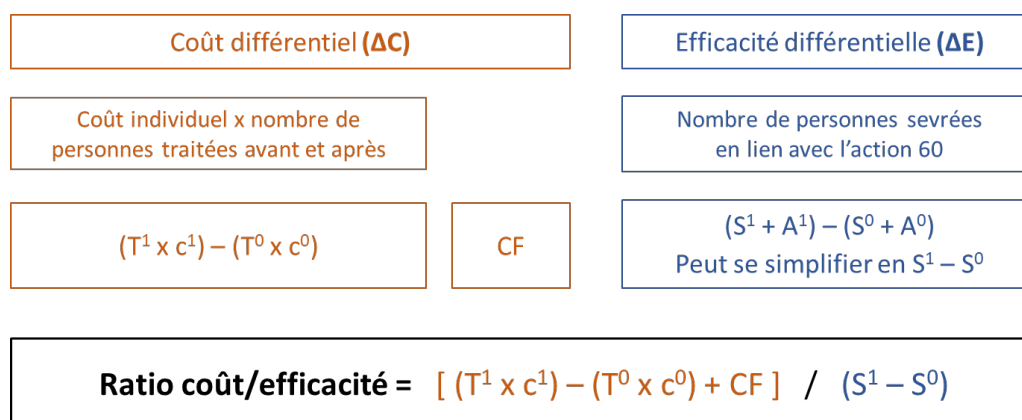 Coût différentiel (ΔC)
Efficacité différentielle (ΔE)
Coût individuel x nombre de
personnes traitées avant et après
Nombre de personnes sevrées
en lien avec l’action 60
(T¹ x c¹) – (T⁰ x c⁰)
CF
(S¹ + A¹) – (S⁰ + A⁰)
Peut se simplifier en S¹ – S⁰
Ratio coût/efficacité = [ (T¹ x c¹) – (T⁰ x c⁰) + CF ] / (S¹ – S⁰)